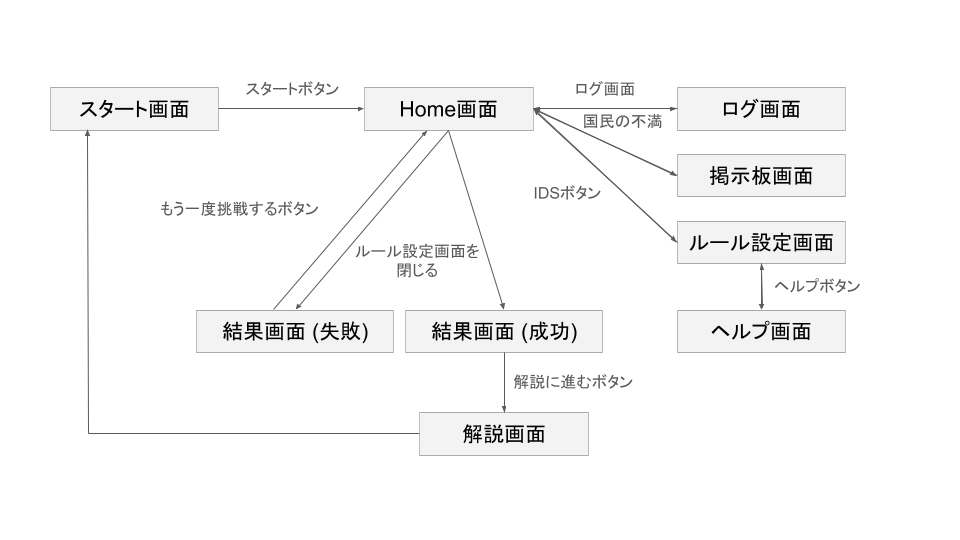 スタートボタン
ログ画面
スタート画面
Home画面
ログ画面
国民の不満
掲示板画面
IDSボタン
もう一度挑戦するボタン
ルール設定画面
ルール設定画面を
閉じる
ヘルプボタン
結果画面 (失敗)
結果画面 (成功)
ヘルプ画面
解説に進むボタン
解説画面